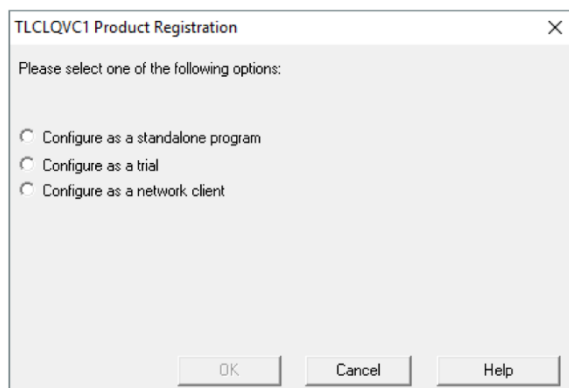 TLCLQVC1 Product Registration
Please select one of the following options:
Configure as a standalone program
Configure as a trial
Configure as a network client
OK Cancel Help